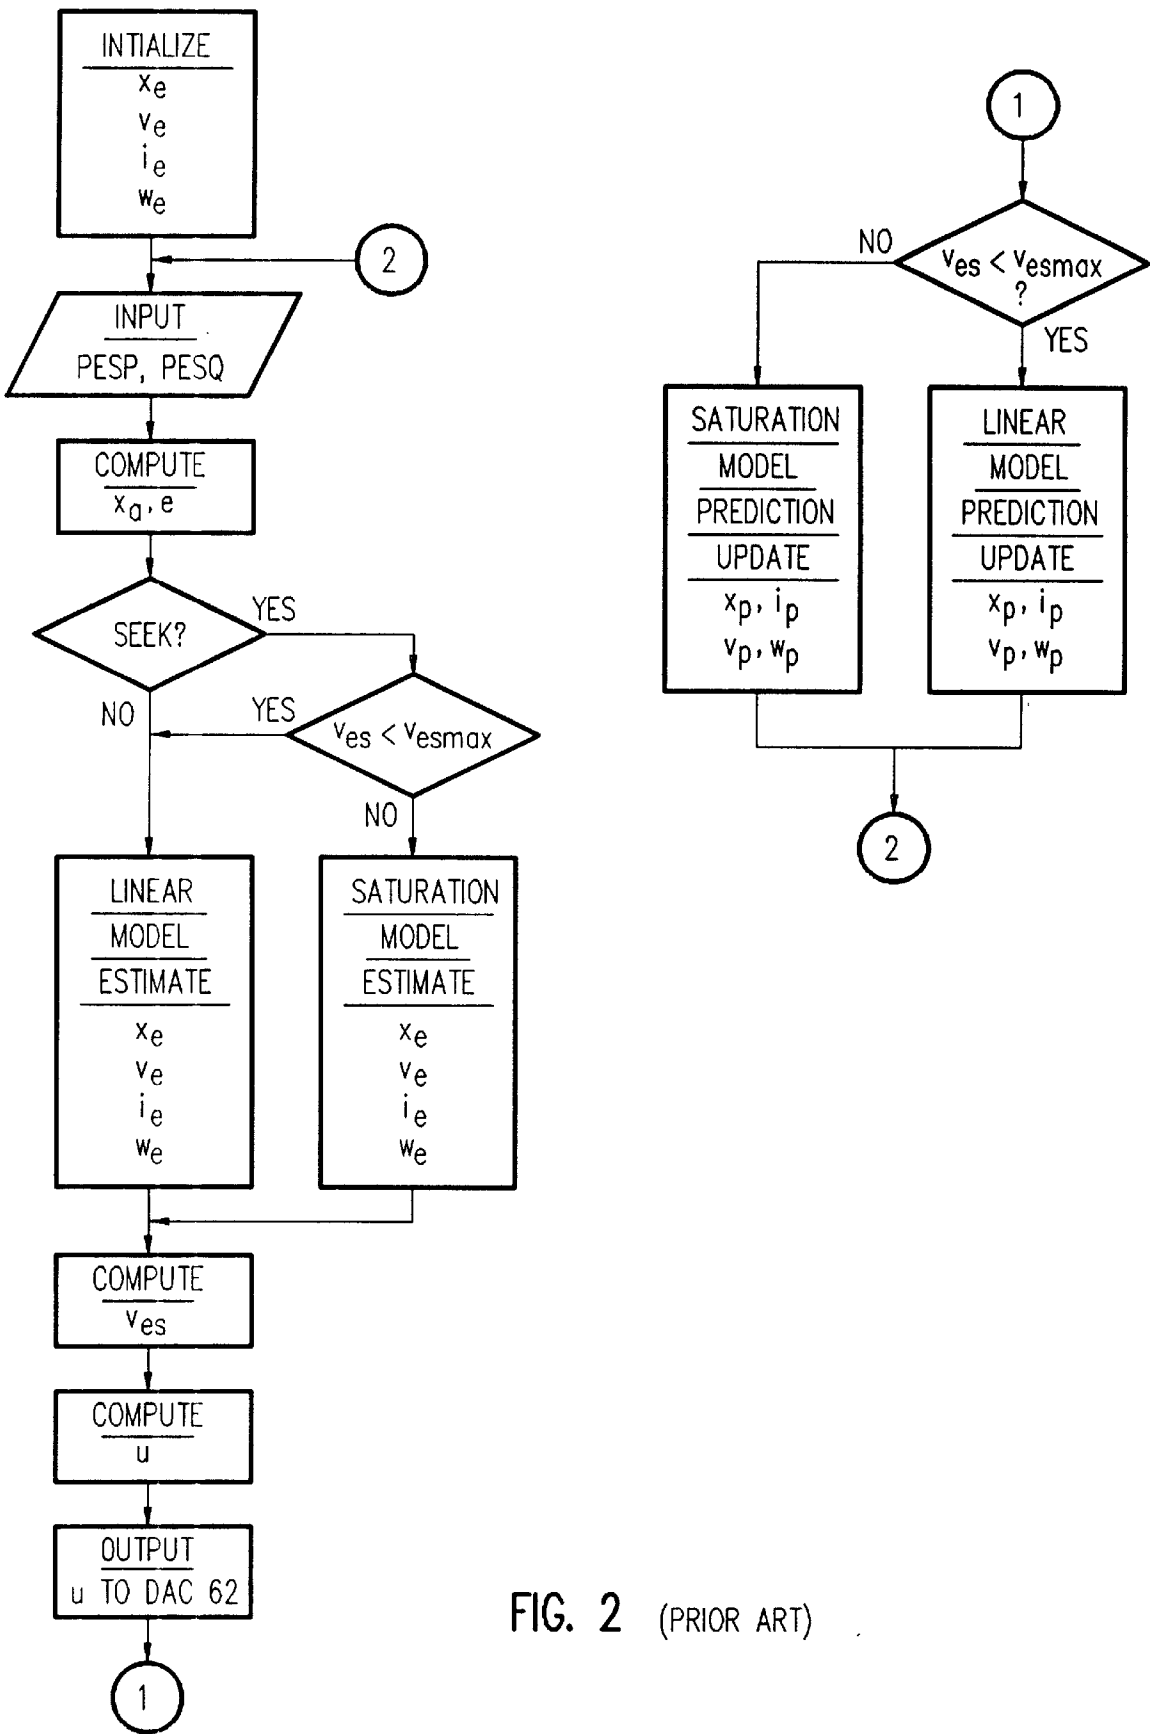 INTIALIZE
xe
ve
ie
we
2
INPUT
PESP, PESQ
COMPUTE
xa, e
SEEK?
YES
NO
YES
ves < vesmax
NO
LINEAR
MODEL
ESTIMATE
xe
ve
ie
we
SATURATION
MODEL
ESTIMATE
xe
ve
ie
we
COMPUTE
ves
COMPUTE
u
OUTPUT
u TO DAC 62
1
1
NO
ves < vesmax
?
YES
SATURATION
MODEL
PREDICTION
UPDATE
xp, ip
vp, wp
LINEAR
MODEL
PREDICTION
UPDATE
xp, ip
vp, wp
2
FIG. 2 (PRIOR ART)